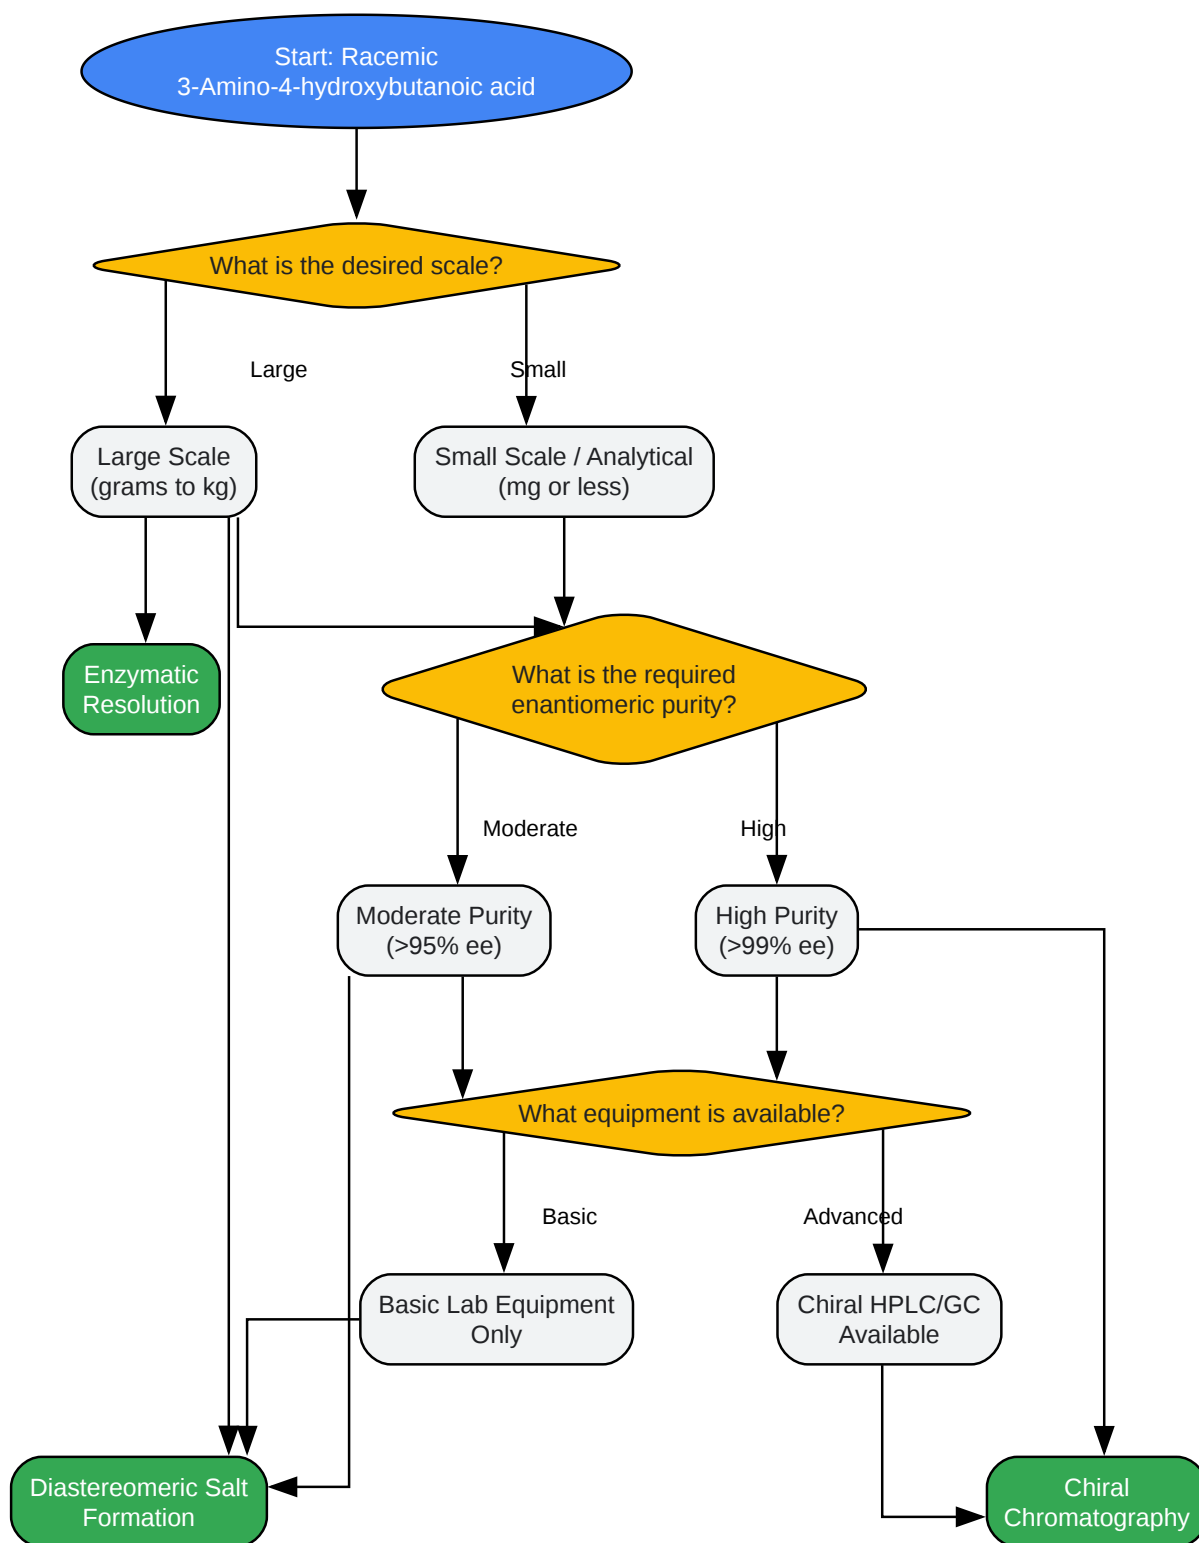 Start: Racemic
3-Amino-4-hydroxybutanoic acid
What is the desired scale?
Large
Small
Large Scale
(grams to kg)
Small Scale / Analytical
(mg or less)
Enzymatic
Resolution
What is the required
enantiomeric purity?
Moderate
High
Moderate Purity
(>95% ee)
High Purity
(>99% ee)
What equipment is available?
Basic
Advanced
Basic Lab Equipment
Only
Chiral HPLC/GC
Available
Diastereomeric Salt
Formation
Chiral
Chromatography